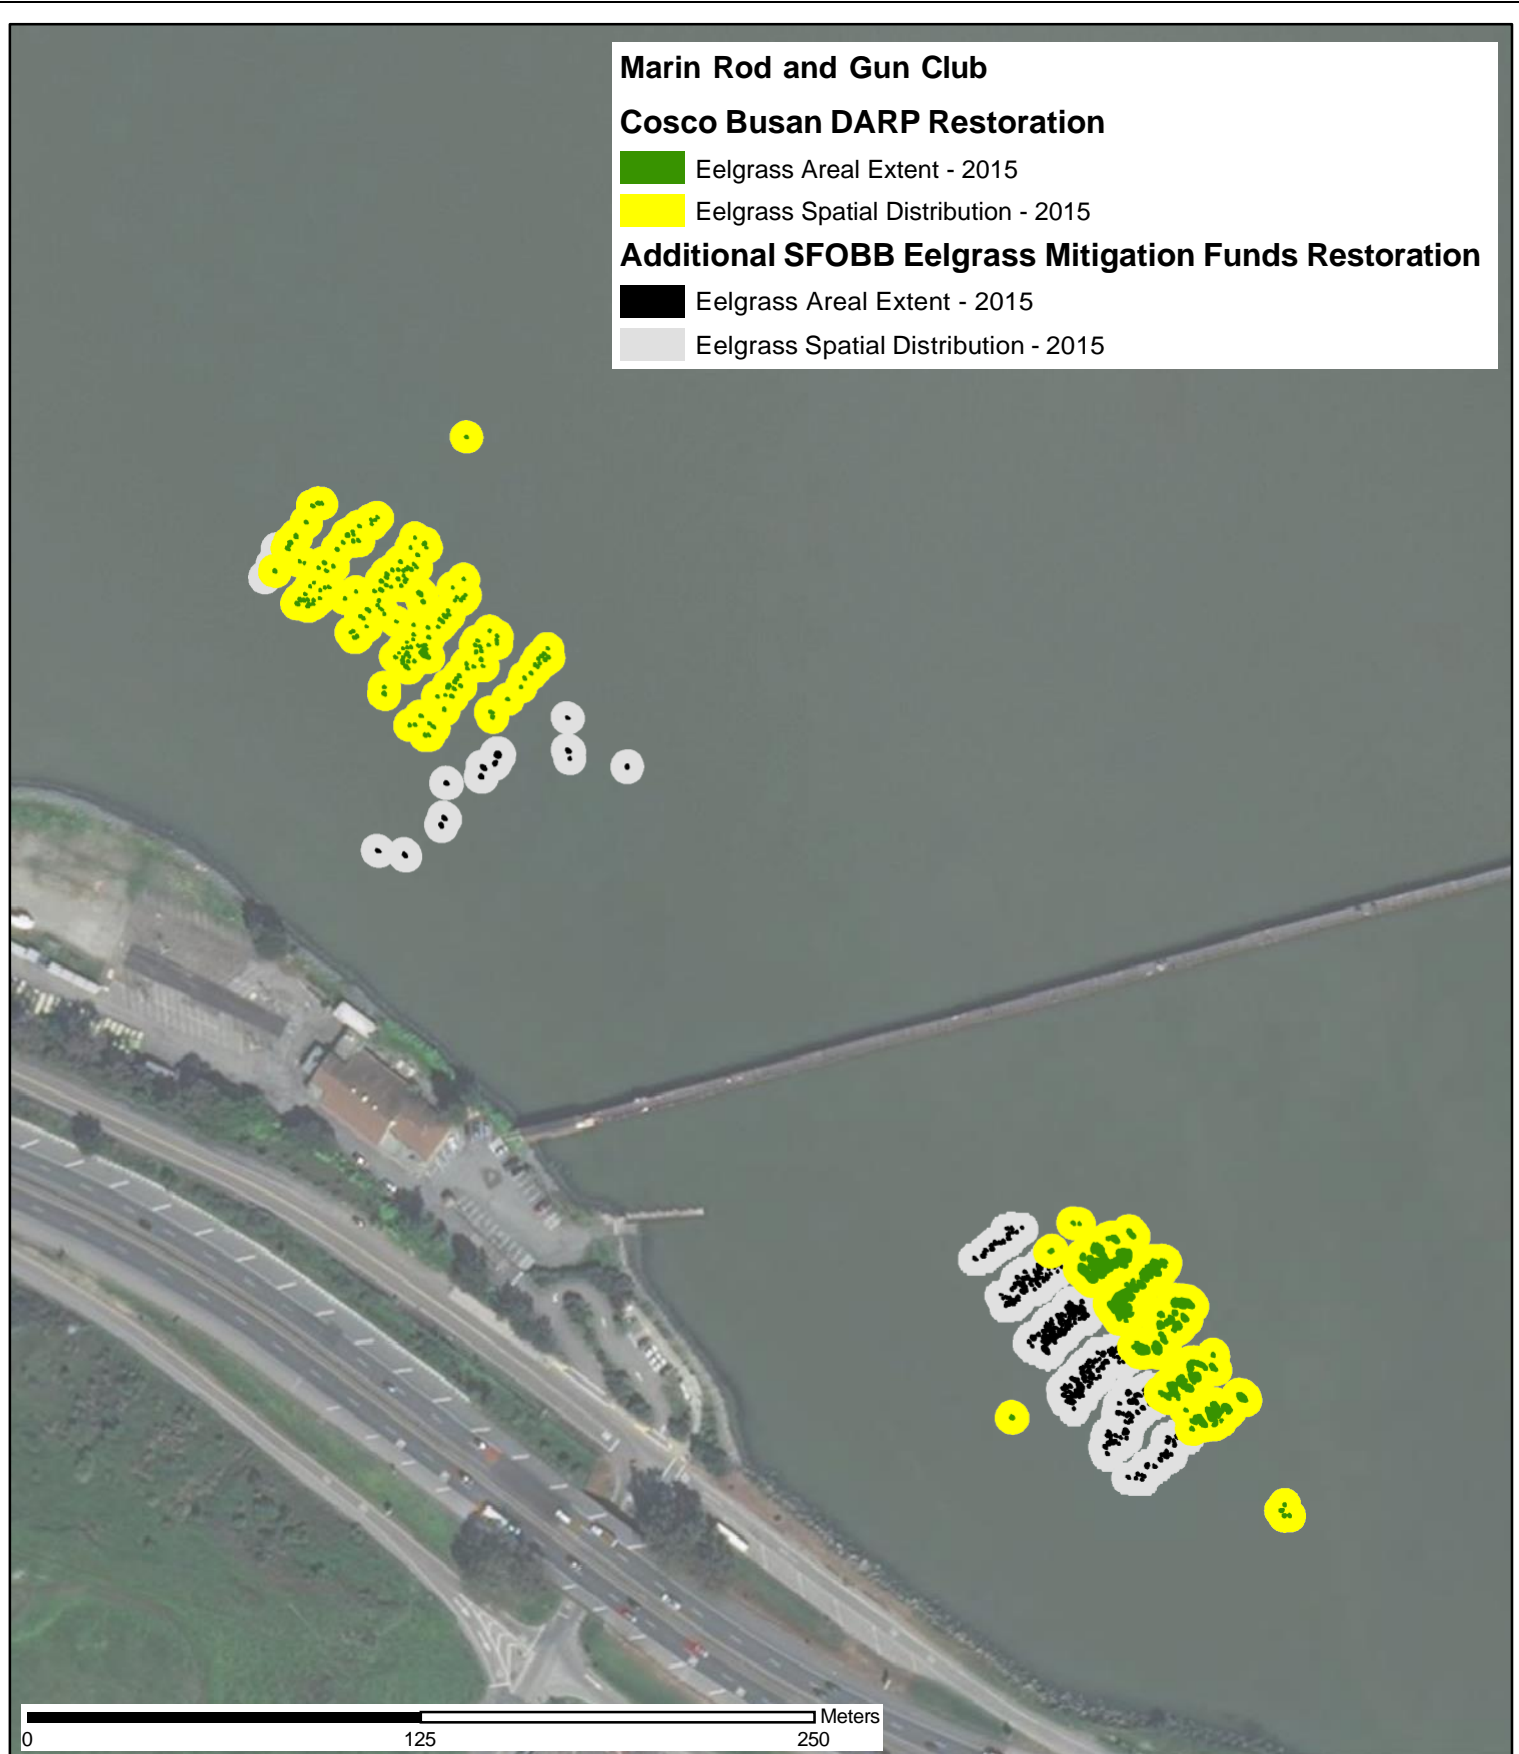 Marin Rod and Gun Club
Cosco Busan DARP Restoration
Eelgrass Areal Extent - 2015
Eelgrass Spatial Distribution - 2015
Additional SFOBB Eelgrass Mitigation Funds Restoration
Eelgrass Areal Extent - 2015
Eelgrass Spatial Distribution - 2015
Meters
0 125 250